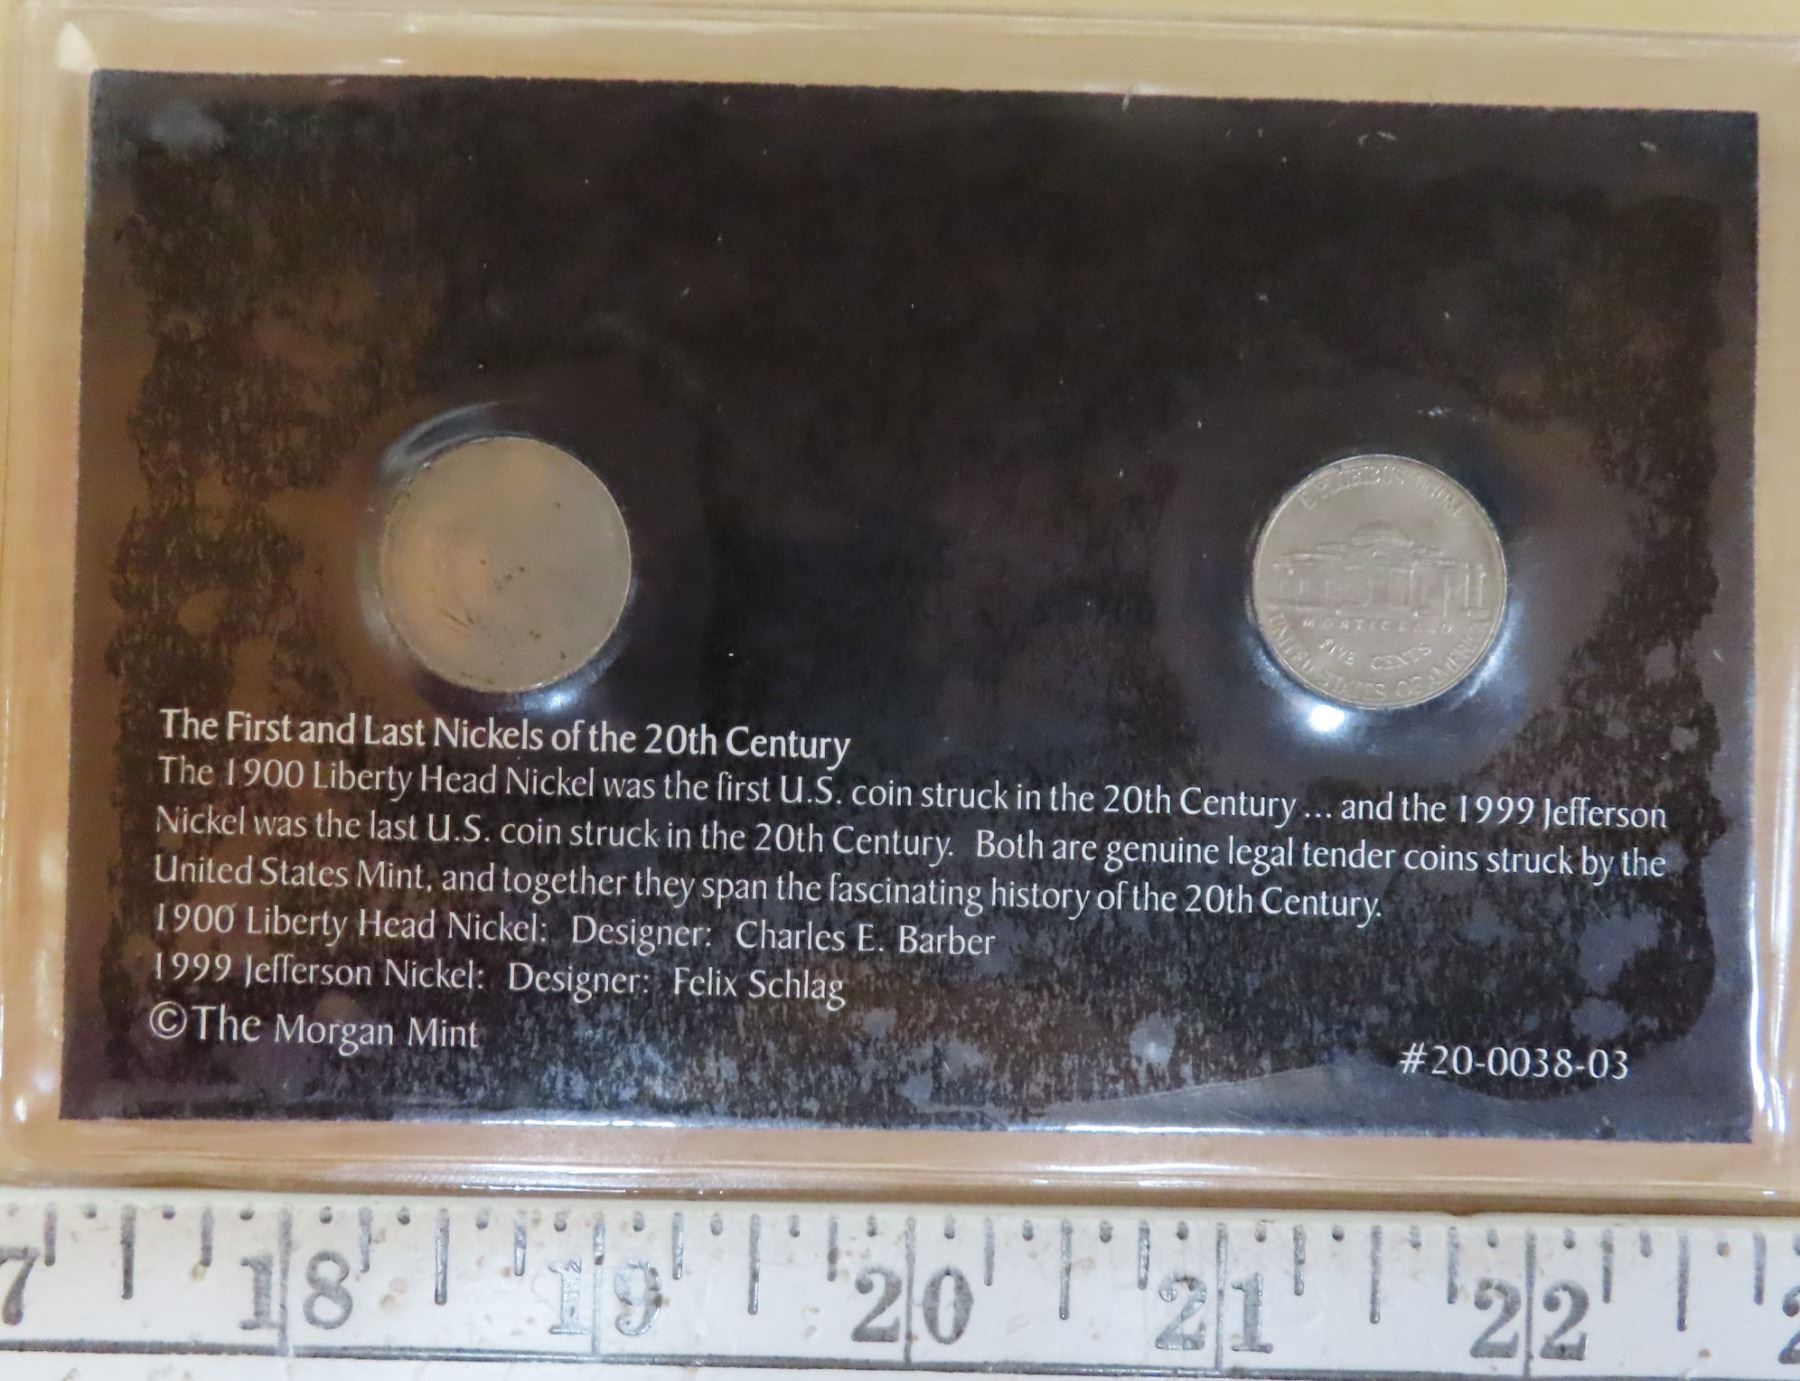 E PLURIBUS UNUM
MONTICELLO
FIVE CENTS
UNITED STATES OF AMERICA
The First and Last Nickels of the 20th Century
The 1900 Liberty Head Nickel was the first U.S. coin struck in the 20th Century ... and the 1999 Jefferson
Nickel was the last U.S. coin struck in the 20th Century.  Both are genuine legal tender coins struck by the
United States Mint, and together they span the fascinating history of the 20th Century.
1900 Liberty Head Nickel:  Designer:  Charles E. Barber
1999 Jefferson Nickel:  Designer:  Felix Schlag
©The Morgan Mint
#20-0038-03
7 18 19 20 21 22 2